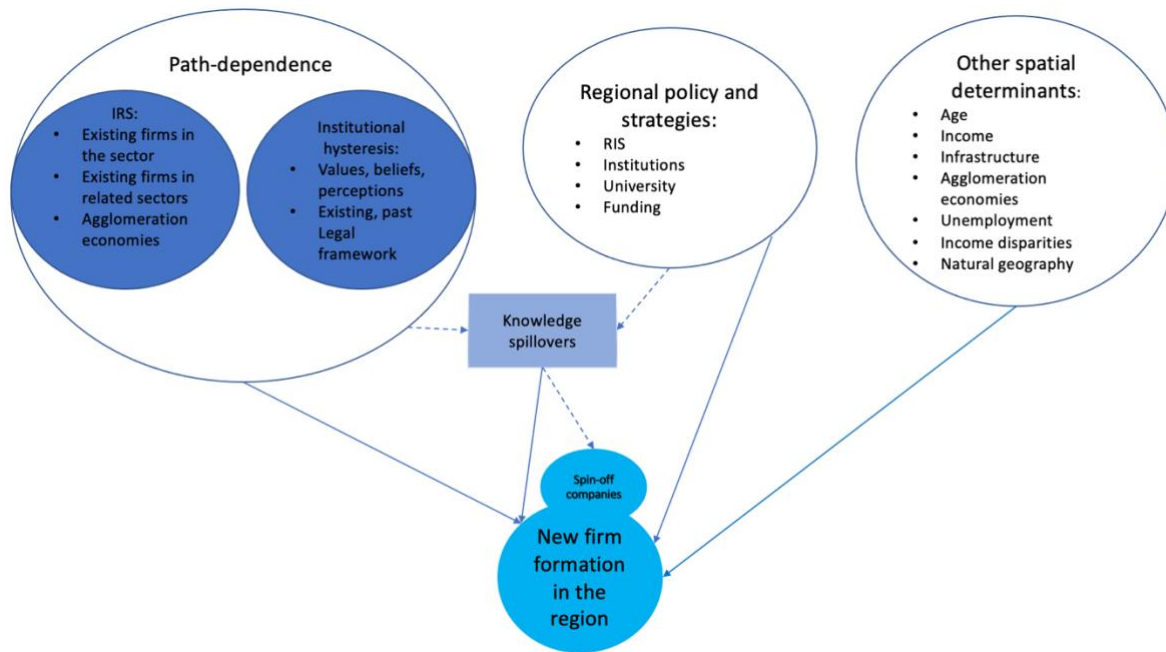 Path-dependence
IRS:
• Existing firms in
the sector
• Existing firms in
related sectors
• Agglomeration
economies
Institutional
hysteresis:
• Values, beliefs,
perceptions
• Existing, past
Legal
framework
Regional policy and
strategies:
• RIS
• Institutions
• University
• Funding
Other spatial
determinants:
• Age
• Income
• Infrastructure
• Agglomeration
economies
• Unemployment
• Income disparities
• Natural geography
Knowledge
spillovers
Spin-off
companies
New firm
formation
in the
region